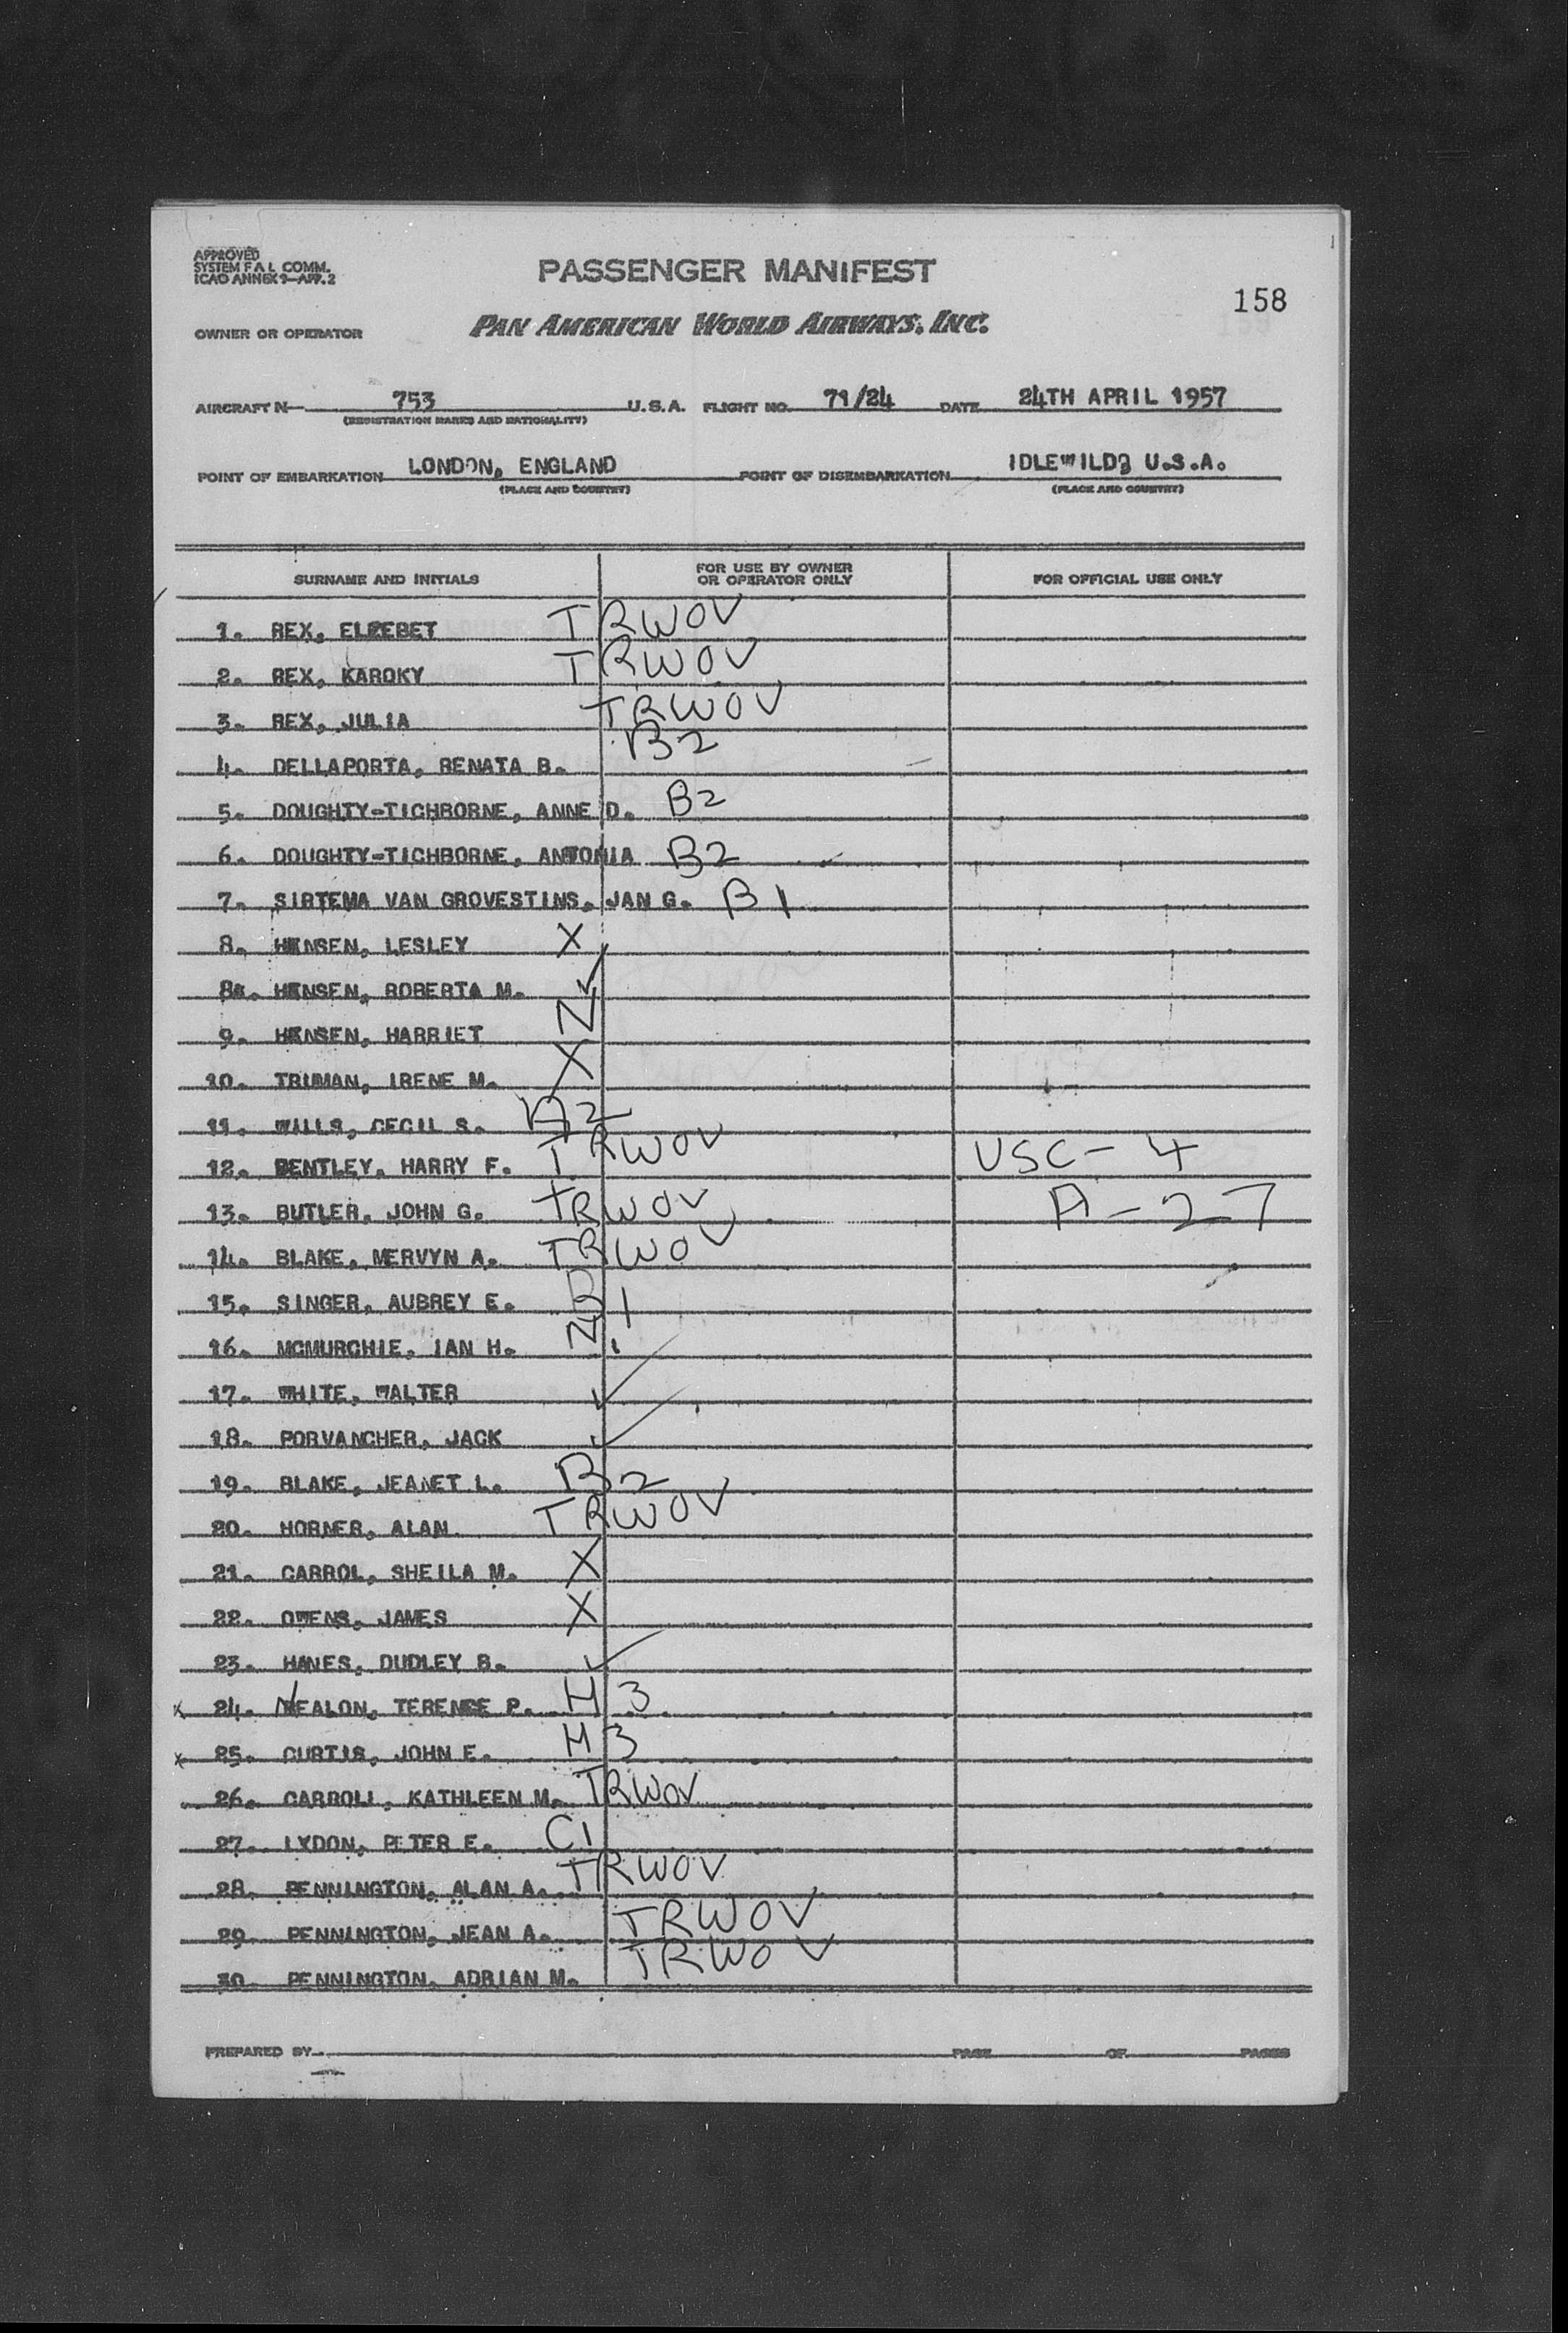 APPROVED
SYSTEM F A L COMM.
ICAO ANNEX 9—APP. 2
PASSENGER MANIFEST
158
OWNER OR OPERATOR PAN AMERICAN WORLD AIRWAYS, INC.
AIRCRAFT N— 753 U.S.A. FLIGHT NO. 71/24 DATE 24TH APRIL 1957
(REGISTRATION MARKS AND NATIONALITY)
POINT OF EMBARKATION LONDON, ENGLAND POINT OF DISEMBARKATION IDLEWILD, U.S.A.
(PLACE AND COUNTRY) (PLACE AND COUNTRY)
SURNAME AND INITIALS FOR USE BY OWNER OR OPERATOR ONLY FOR OFFICIAL USE ONLY
1. REX, TRWOV
2. REX, KAROKY TRWOV
3. REX, JULIA TRWOV
4. DELLAPORTA, RENATA B. B2
5. DOUGHTY-TICHBORNE, ANNE D. B2
6. DOUGHTY-TICHBORNE, ANTONIA B2
7. SIRTEMA VAN GROVESTINS, JAN G. B1
8. HENSEN, LESLEY X
8a. HENSEN, ROBERTA M. ✓
9. HENSEN, HARRIET N
10. TRUMAN, IRENE M. X
11. WILLS, CECIL S. A2
12. BENTLEY, HARRY F. TRWOV USC-4
13. BUTLER, JOHN G. TRWOV A-27
14. BLAKE, MERVYN A. TRWOV
15. SINGER, AUBREY E. B1
16. MCMURCHIE, IAN H. N1
17. WHITE, WALTER ✓
18. PORVANCHER, JACK ✓
19. BLAKE, JEANET L. B2
20. HORNER, ALAN TRWOV
21. CARROL, SHEILA M. X
22. OWENS, JAMES X
23. HANES, DUDLEY B. ✓
x 24. NEALON, TERENCE P. H3
x 25. CURTIS, JOHN E. H3
26. CARROLL, KATHLEEN M. TRWOV
27. LYDON, PETER E. C1
28. PENNINGTON, ALAN A. TRWOV
29. PENNINGTON, JEAN A. TRWOV
30. PENNINGTON, ADRIAN M. TRWOV
PREPARED BY PAGE OF PAGES